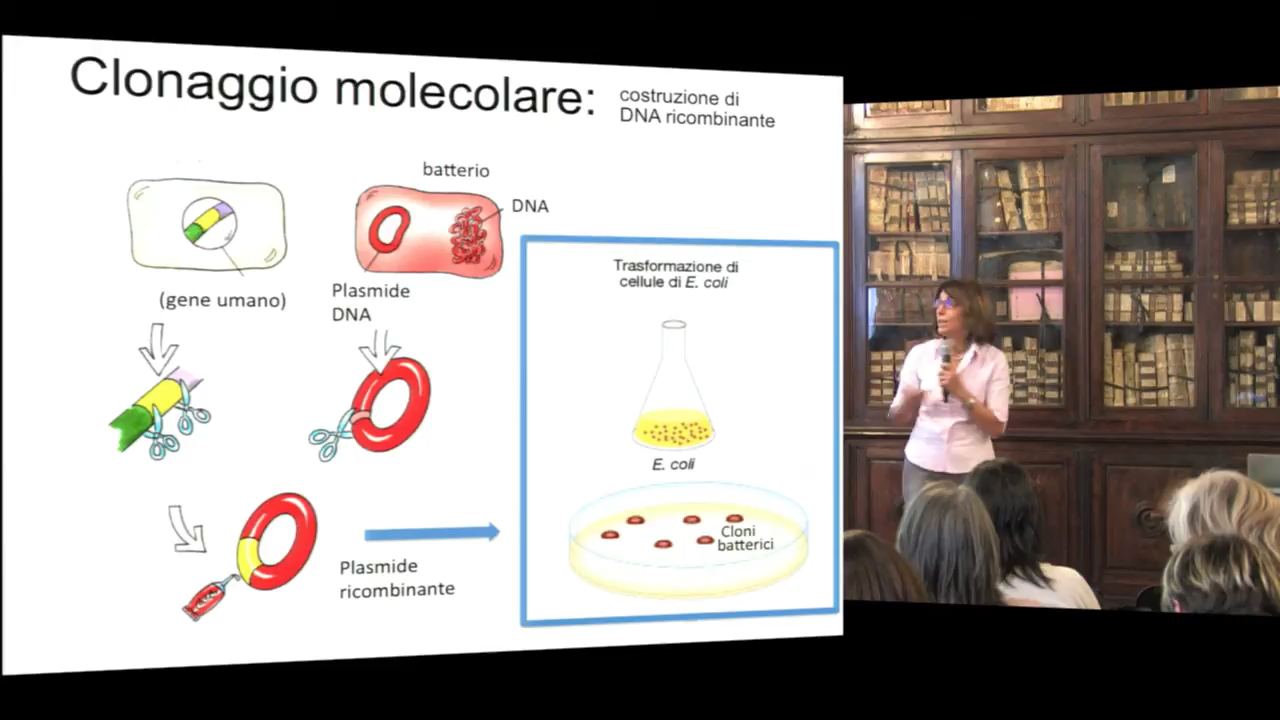 Clonaggio molecolare:
costruzione di
DNA ricombinante
batterio
DNA
(gene umano)
Plasmide
DNA
Trasformazione di
cellule di E. coli
E. coli
Cloni
batterici
Plasmide
ricombinante